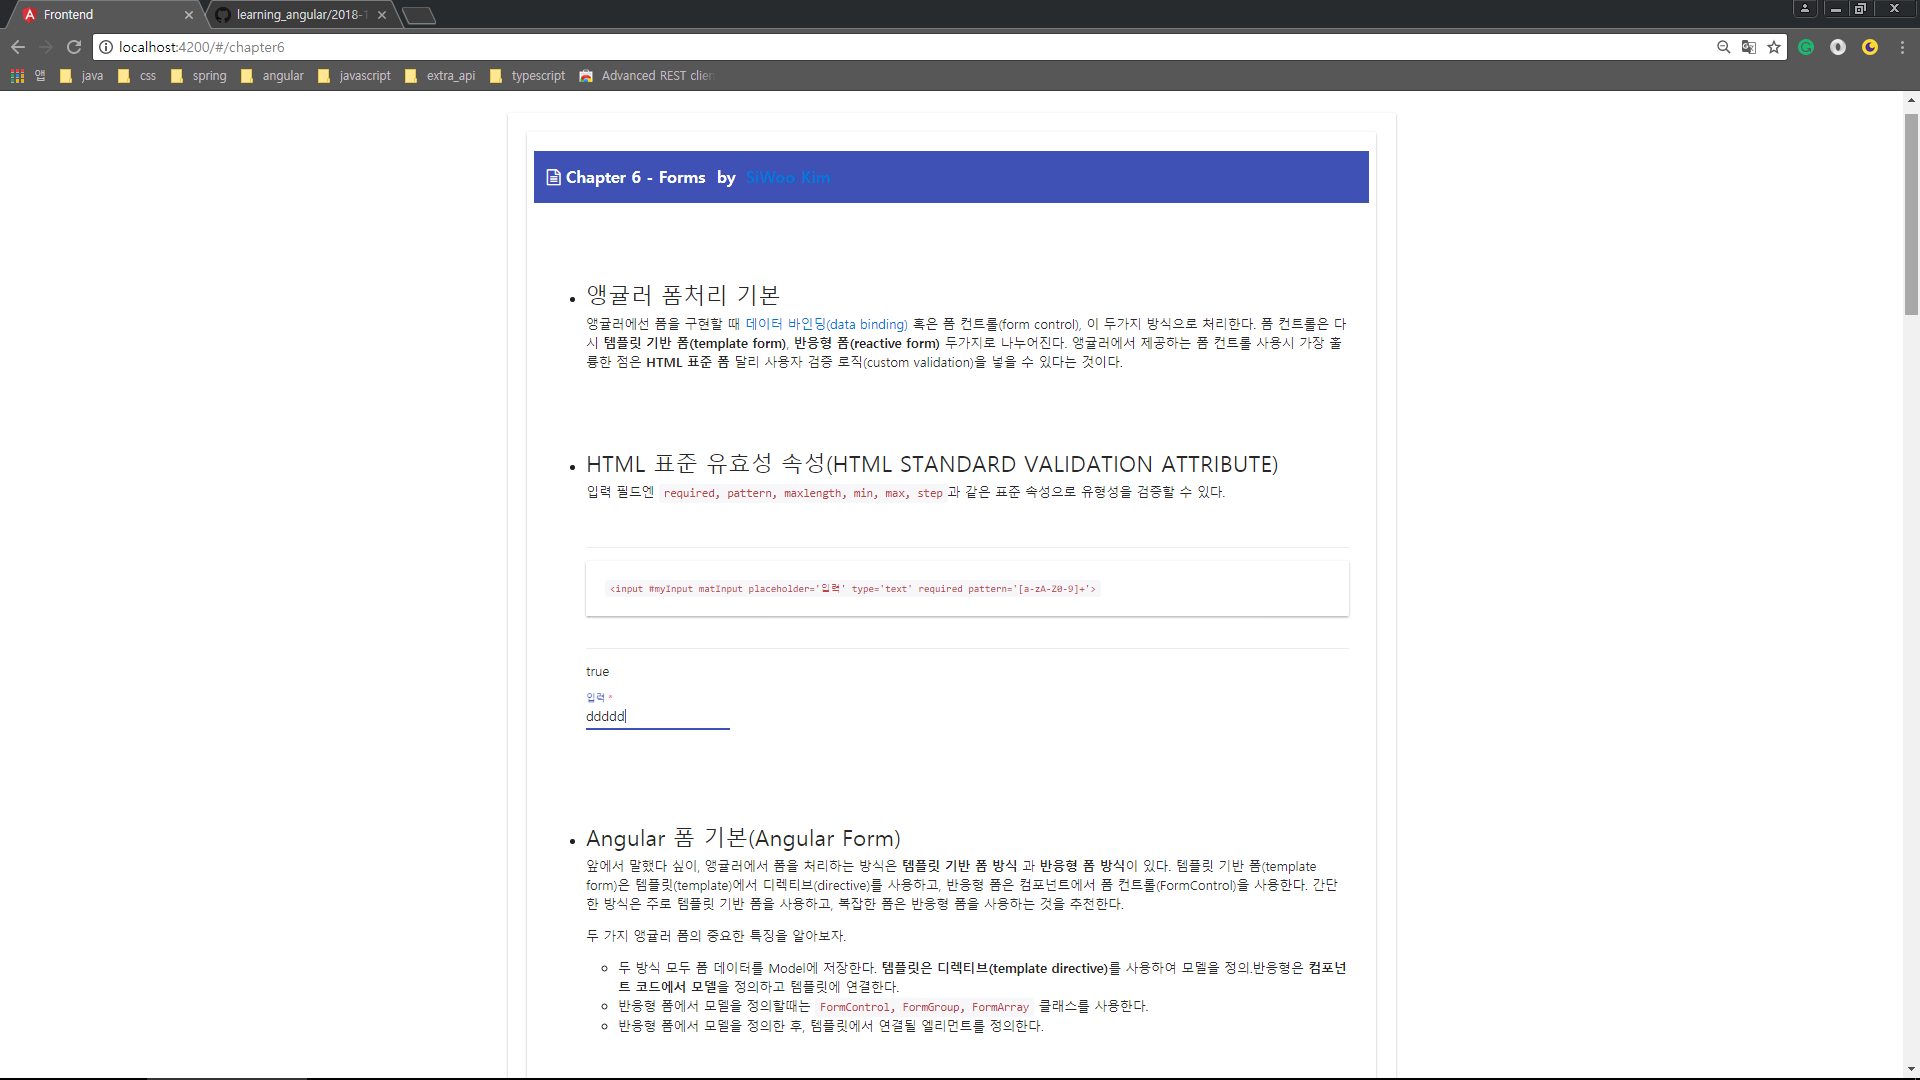 Frontend
learning_angular/2018-1
localhost:4200/#/chapter6
앱 java css spring angular javascript extra_api typescript Advanced REST clien
Chapter 6 - Forms by SiWoo Kim
앵귤러 폼처리 기본
앵귤러에선 폼을 구현할 때 데이터 바인딩(data binding) 혹은 폼 컨트롤(form control), 이 두가지 방식으로 처리한다. 폼 컨트롤은 다
시 템플릿 기반 폼(template form), 반응형 폼(reactive form) 두가지로 나누어진다. 앵귤러에서 제공하는 폼 컨트롤 사용시 가장 훌
륭한 점은 HTML 표준 폼 달리 사용자 검증 로직(custom validation)을 넣을 수 있다는 것이다.
HTML 표준 유효성 속성(HTML STANDARD VALIDATION ATTRIBUTE)
입력 필드엔 required, pattern, maxlength, min, max, step과 같은 표준 속성으로 유형성을 검증할 수 있다.
<input #myInput matInput placeholder='입력' type='text' required pattern='[a-zA-Z0-9]+'>
true
입력 *
ddddd
Angular 폼 기본(Angular Form)
앞에서 말했다 싶이, 앵귤러에서 폼을 처리하는 방식은 템플릿 기반 폼 방식 과 반응형 폼 방식이 있다. 템플릿 기반 폼(template
form)은 템플릿(template)에서 디렉티브(directive)를 사용하고, 반응형 폼은 컴포넌트에서 폼 컨트롤(FormControl)을 사용한다. 간단
한 방식은 주로 템플릿 기반 폼을 사용하고, 복잡한 폼은 반응형 폼을 사용하는 것을 추천한다.
두 가지 앵귤러 폼의 중요한 특징을 알아보자.
두 방식 모두 폼 데이터를 Model에 저장한다. 템플릿은 디렉티브(template directive)를 사용하여 모델을 정의.반응형은 컴포넌
트 코드에서 모델을 정의하고 템플릿에 연결한다.
반응형 폼에서 모델을 정의할때는 FormControl, FormGroup, FormArray 클래스를 사용한다.
반응형 폼에서 모델을 정의한 후, 템플릿에서 연결될 엘리먼트를 정의한다.